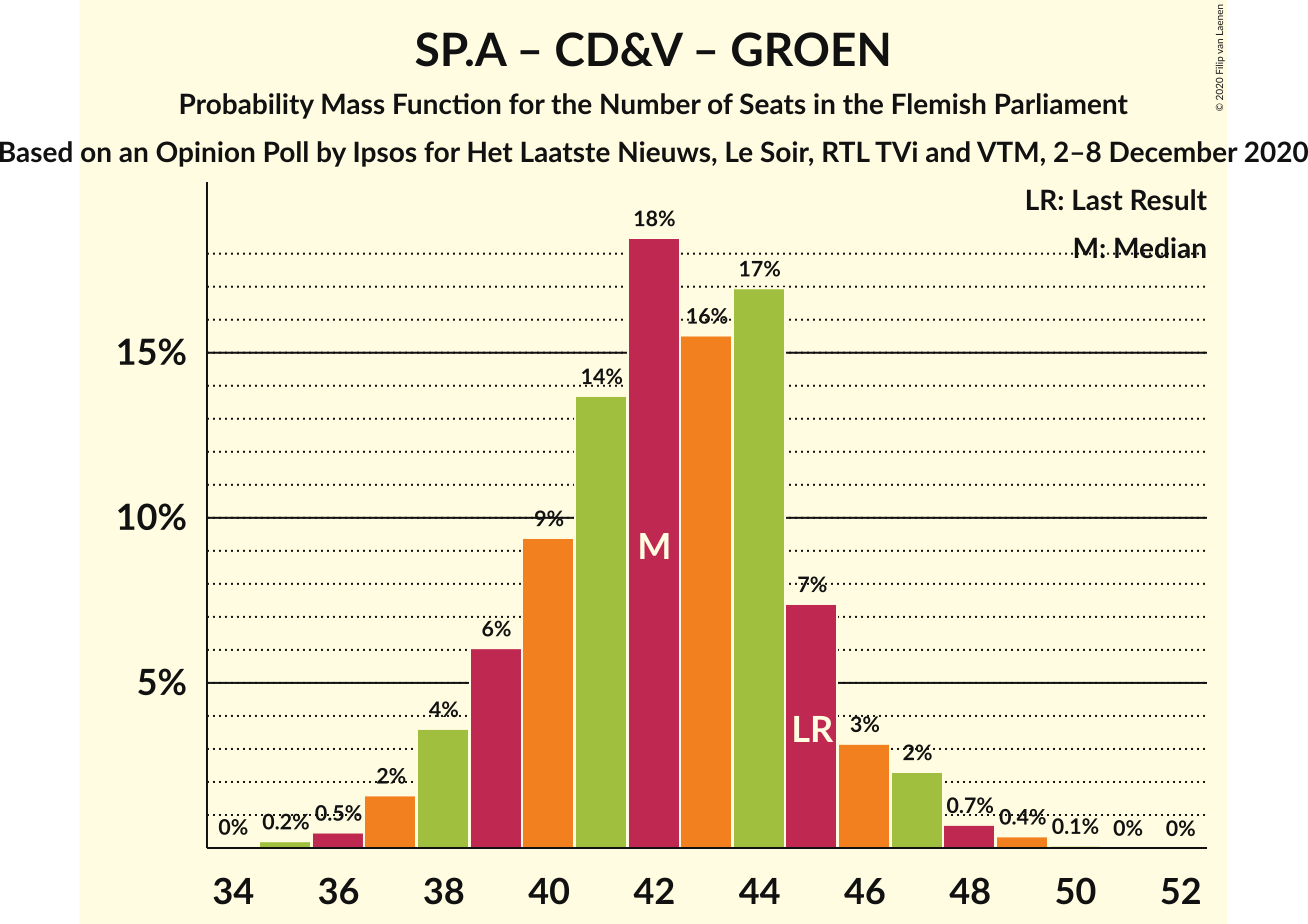 SP.A – CD&V – GROEN
© 2020 Filip van Laenen
Probability Mass Function for the Number of Seats in the Flemish Parliament
Based on an Opinion Poll by Ipsos for Het Laatste Nieuws, Le Soir, RTL TVi and VTM, 2–8 December 2020
LR: Last Result
M: Median
15%
10%
5%
0%
0.2%
0.5%
2%
4%
6%
9%
14%
18%
16%
17%
7%
3%
2%
0.7%
0.4%
0.1%
0%
0%
M
LR
34 36 38 40 42 44 46 48 50 52